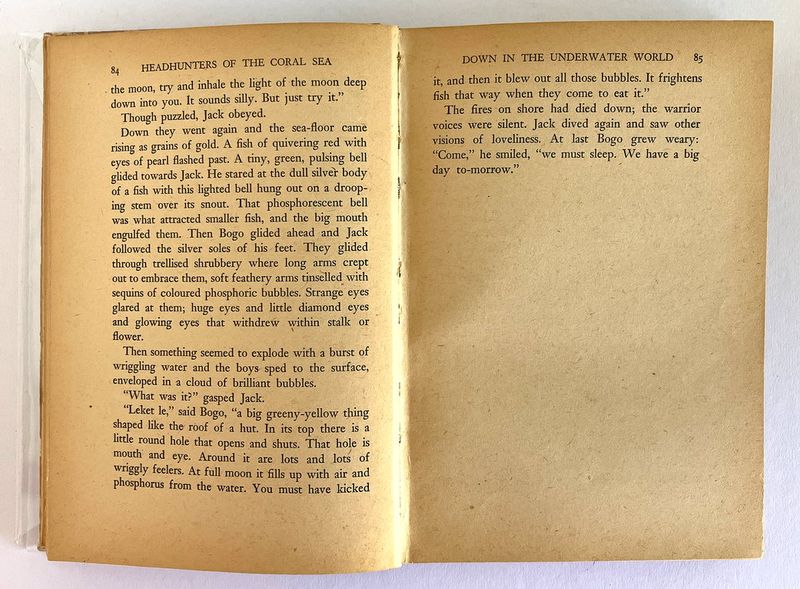 84 HEADHUNTERS OF THE CORAL SEA
the moon, try and inhale the light of the moon deep
down into you. It sounds silly. But just try it."
Though puzzled, Jack obeyed.
Down they went again and the sea-floor came
rising as grains of gold. A fish of quivering red with
eyes of pearl flashed past. A tiny, green, pulsing bell
glided towards Jack. He stared at the dull silver body
of a fish with this lighted bell hung out on a droop-
ing stem over its snout. That phosphorescent bell
was what attracted smaller fish, and the big mouth
engulfed them. Then Bogo glided ahead and Jack
followed the silver soles of his feet. They glided
through trellised shrubbery where long arms crept
out to embrace them, soft feathery arms tinselled with
sequins of coloured phosphoric bubbles. Strange eyes
glared at them; huge eyes and little diamond eyes
and glowing eyes that withdrew within stalk or
flower.
Then something seemed to explode with a burst of
wriggling water and the boys sped to the surface,
enveloped in a cloud of brilliant bubbles.
"What was it?" gasped Jack.
"Leket le," said Bogo, "a big greeny-yellow thing
shaped like the roof of a hut. In its top there is a
little round hole that opens and shuts. That hole is
mouth and eye. Around it are lots and lots of
wriggly feelers. At full moon it fills up with air and
phosphorus from the water. You must have kicked
DOWN IN THE UNDERWATER WORLD 85
it, and then it blew out all those bubbles. It frightens
fish that way when they come to eat it."
The fires on shore had died down; the warrior
voices were silent. Jack dived again and saw other
visions of loveliness. At last Bogo grew weary:
"Come," he smiled, "we must sleep. We have a big
day to-morrow."